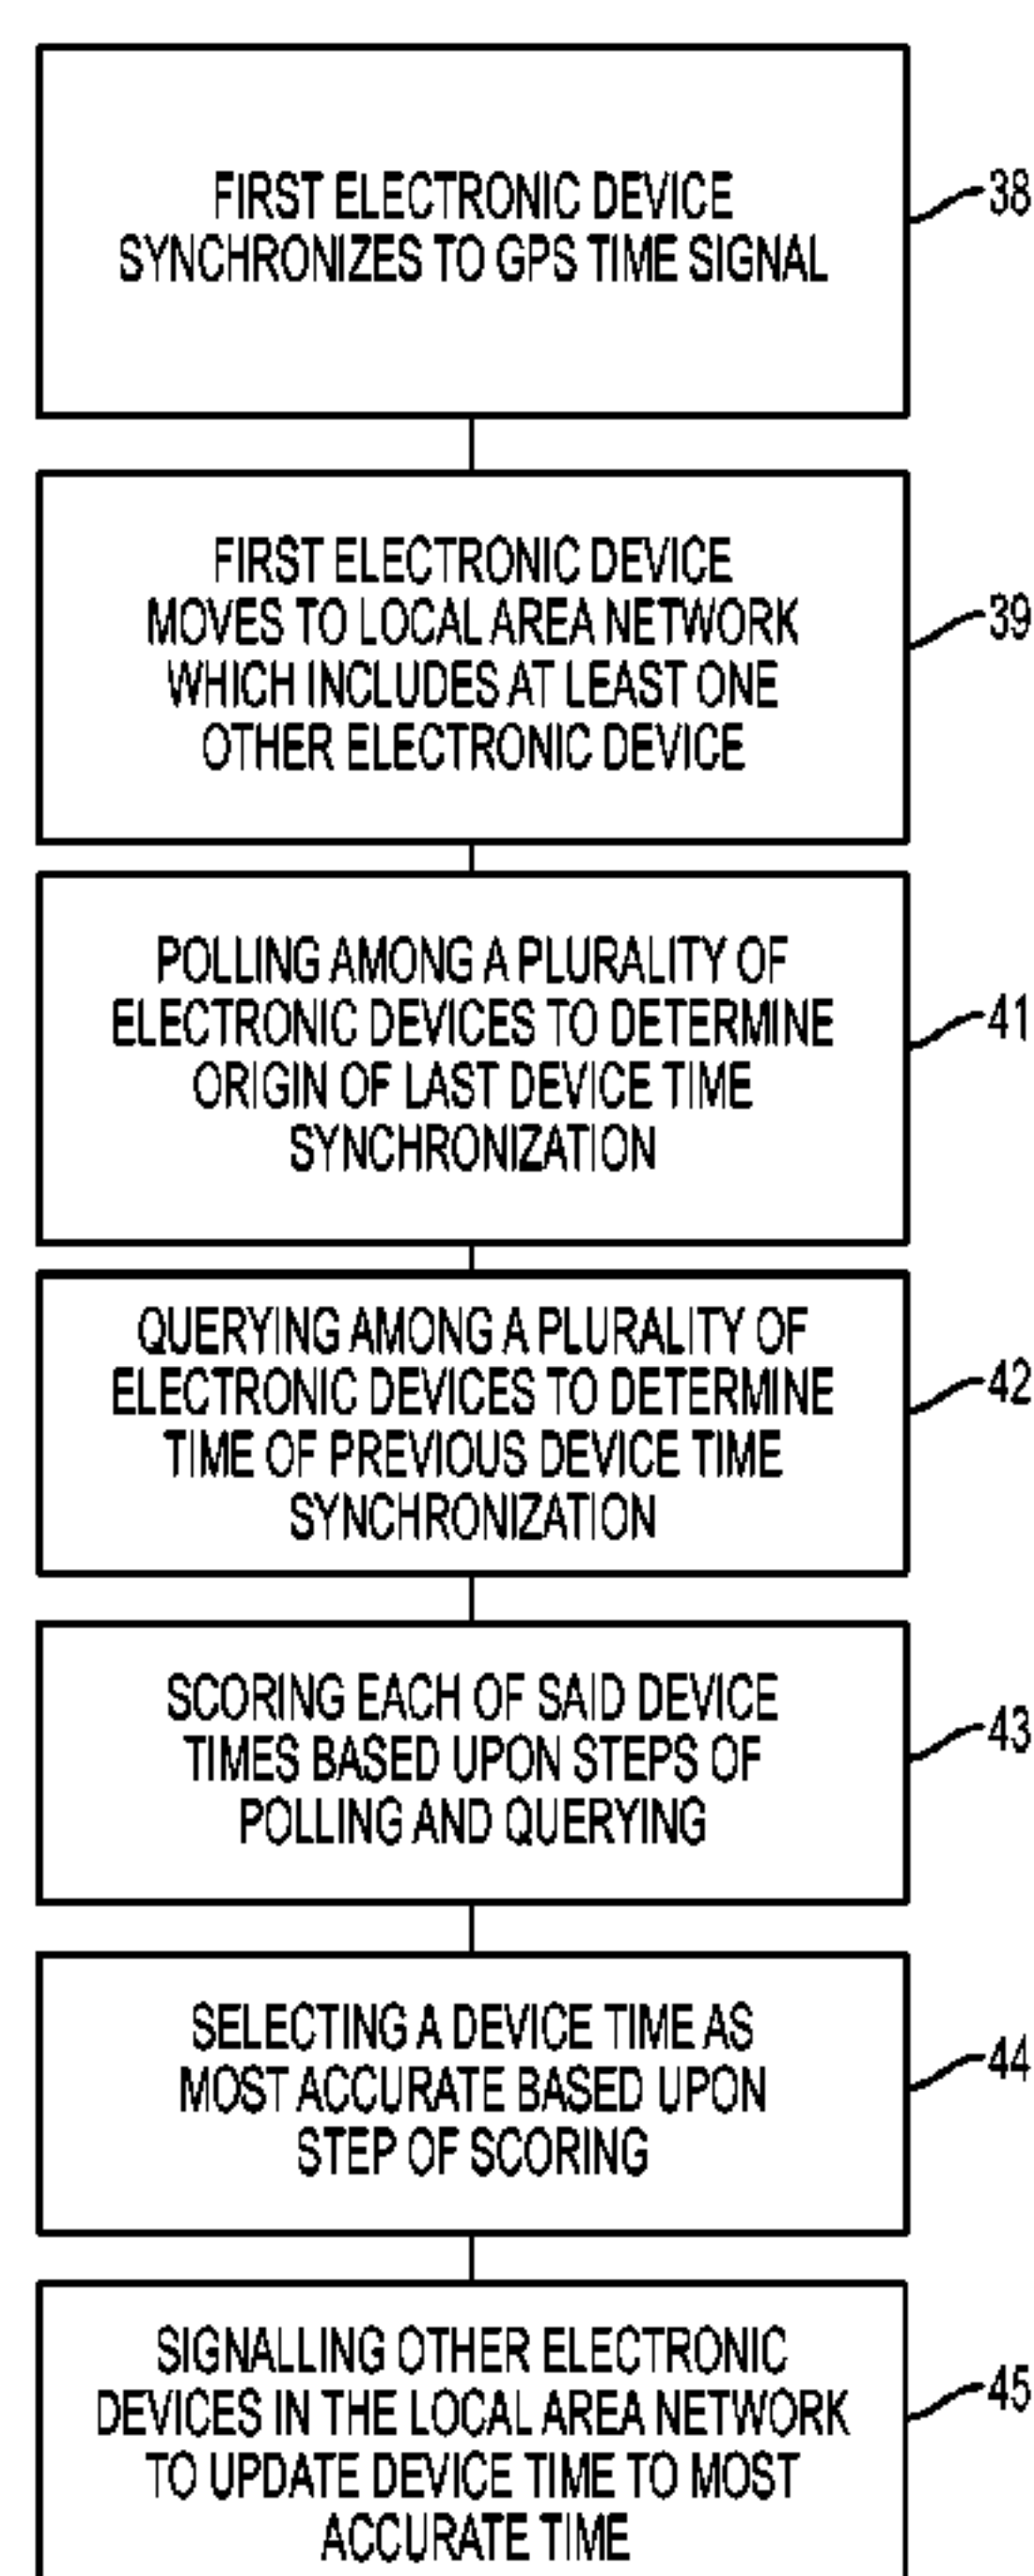 FIRST ELECTRONIC DEVICE
SYNCHRONIZES TO GPS TIME SIGNAL
38
FIRST ELECTRONIC DEVICE
MOVES TO LOCAL AREA NETWORK
WHICH INCLUDES AT LEAST ONE
OTHER ELECTRONIC DEVICE
39
POLLING AMONG A PLURALITY OF
ELECTRONIC DEVICES TO DETERMINE
ORIGIN OF LAST DEVICE TIME
SYNCHRONIZATION
41
QUERYING AMONG A PLURALITY OF
ELECTRONIC DEVICES TO DETERMINE
TIME OF PREVIOUS DEVICE TIME
SYNCHRONIZATION
42
SCORING EACH OF SAID DEVICE
TIMES BASED UPON STEPS OF
POLLING AND QUERYING
43
SELECTING A DEVICE TIME AS
MOST ACCURATE BASED UPON
STEP OF SCORING
44
SIGNALLING OTHER ELECTRONIC
DEVICES IN THE LOCAL AREA NETWORK
TO UPDATE DEVICE TIME TO MOST
ACCURATE TIME
45